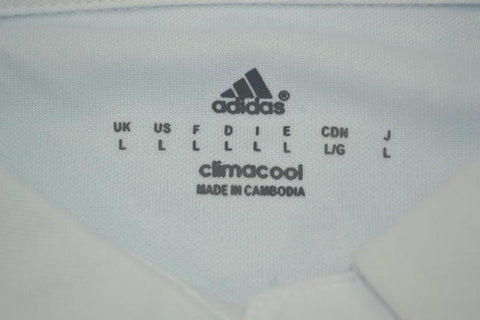 adidas®
UK US F D I E CDN J
L L L L L L L/G L
climacool
MADE IN CAMBODIA